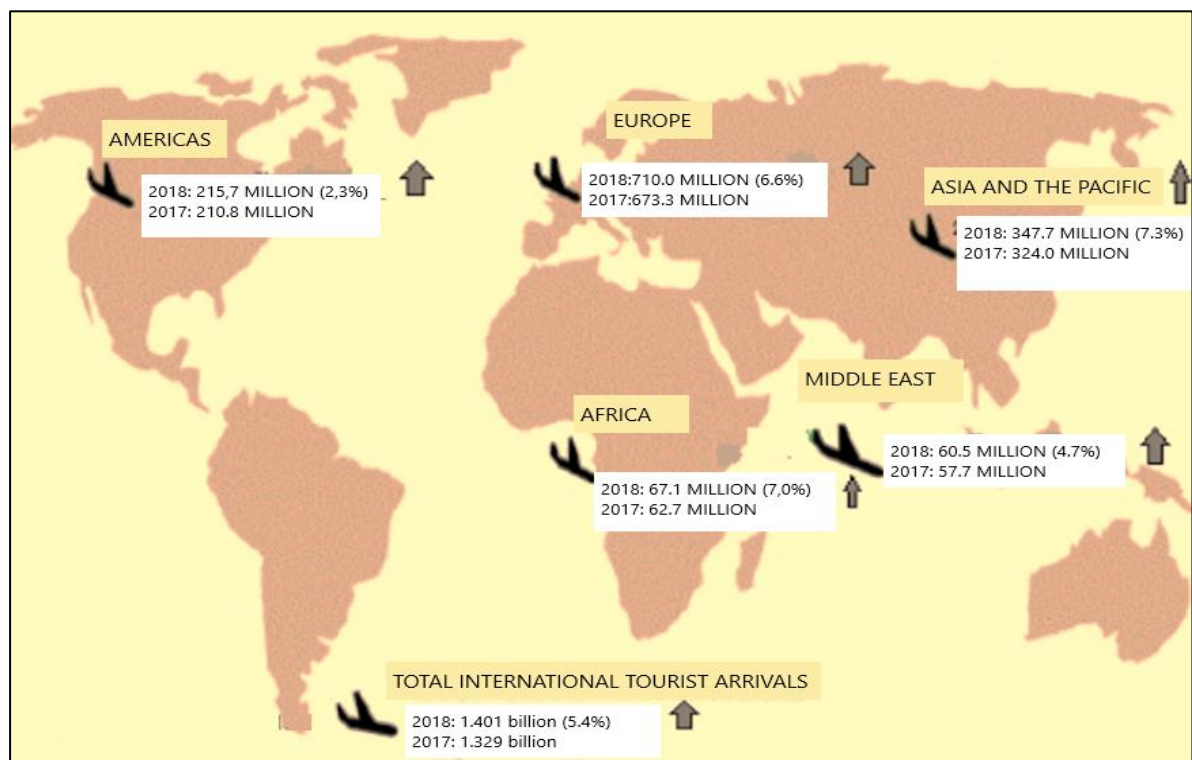 AMERICAS
2018: 215,7 MILLION (2,3%)
2017: 210.8 MILLION
EUROPE
2018:710.0 MILLION (6.6%)
2017:673.3 MILLION
ASIA AND THE PACIFIC
2018: 347.7 MILLION (7.3%)
2017: 324.0 MILLION
MIDDLE EAST
2018: 60.5 MILLION (4.7%)
2017: 57.7 MILLION
AFRICA
2018: 67.1 MILLION (7,0%)
2017: 62.7 MILLION
TOTAL INTERNATIONAL TOURIST ARRIVALS
2018: 1.401 billion (5.4%)
2017: 1.329 billion